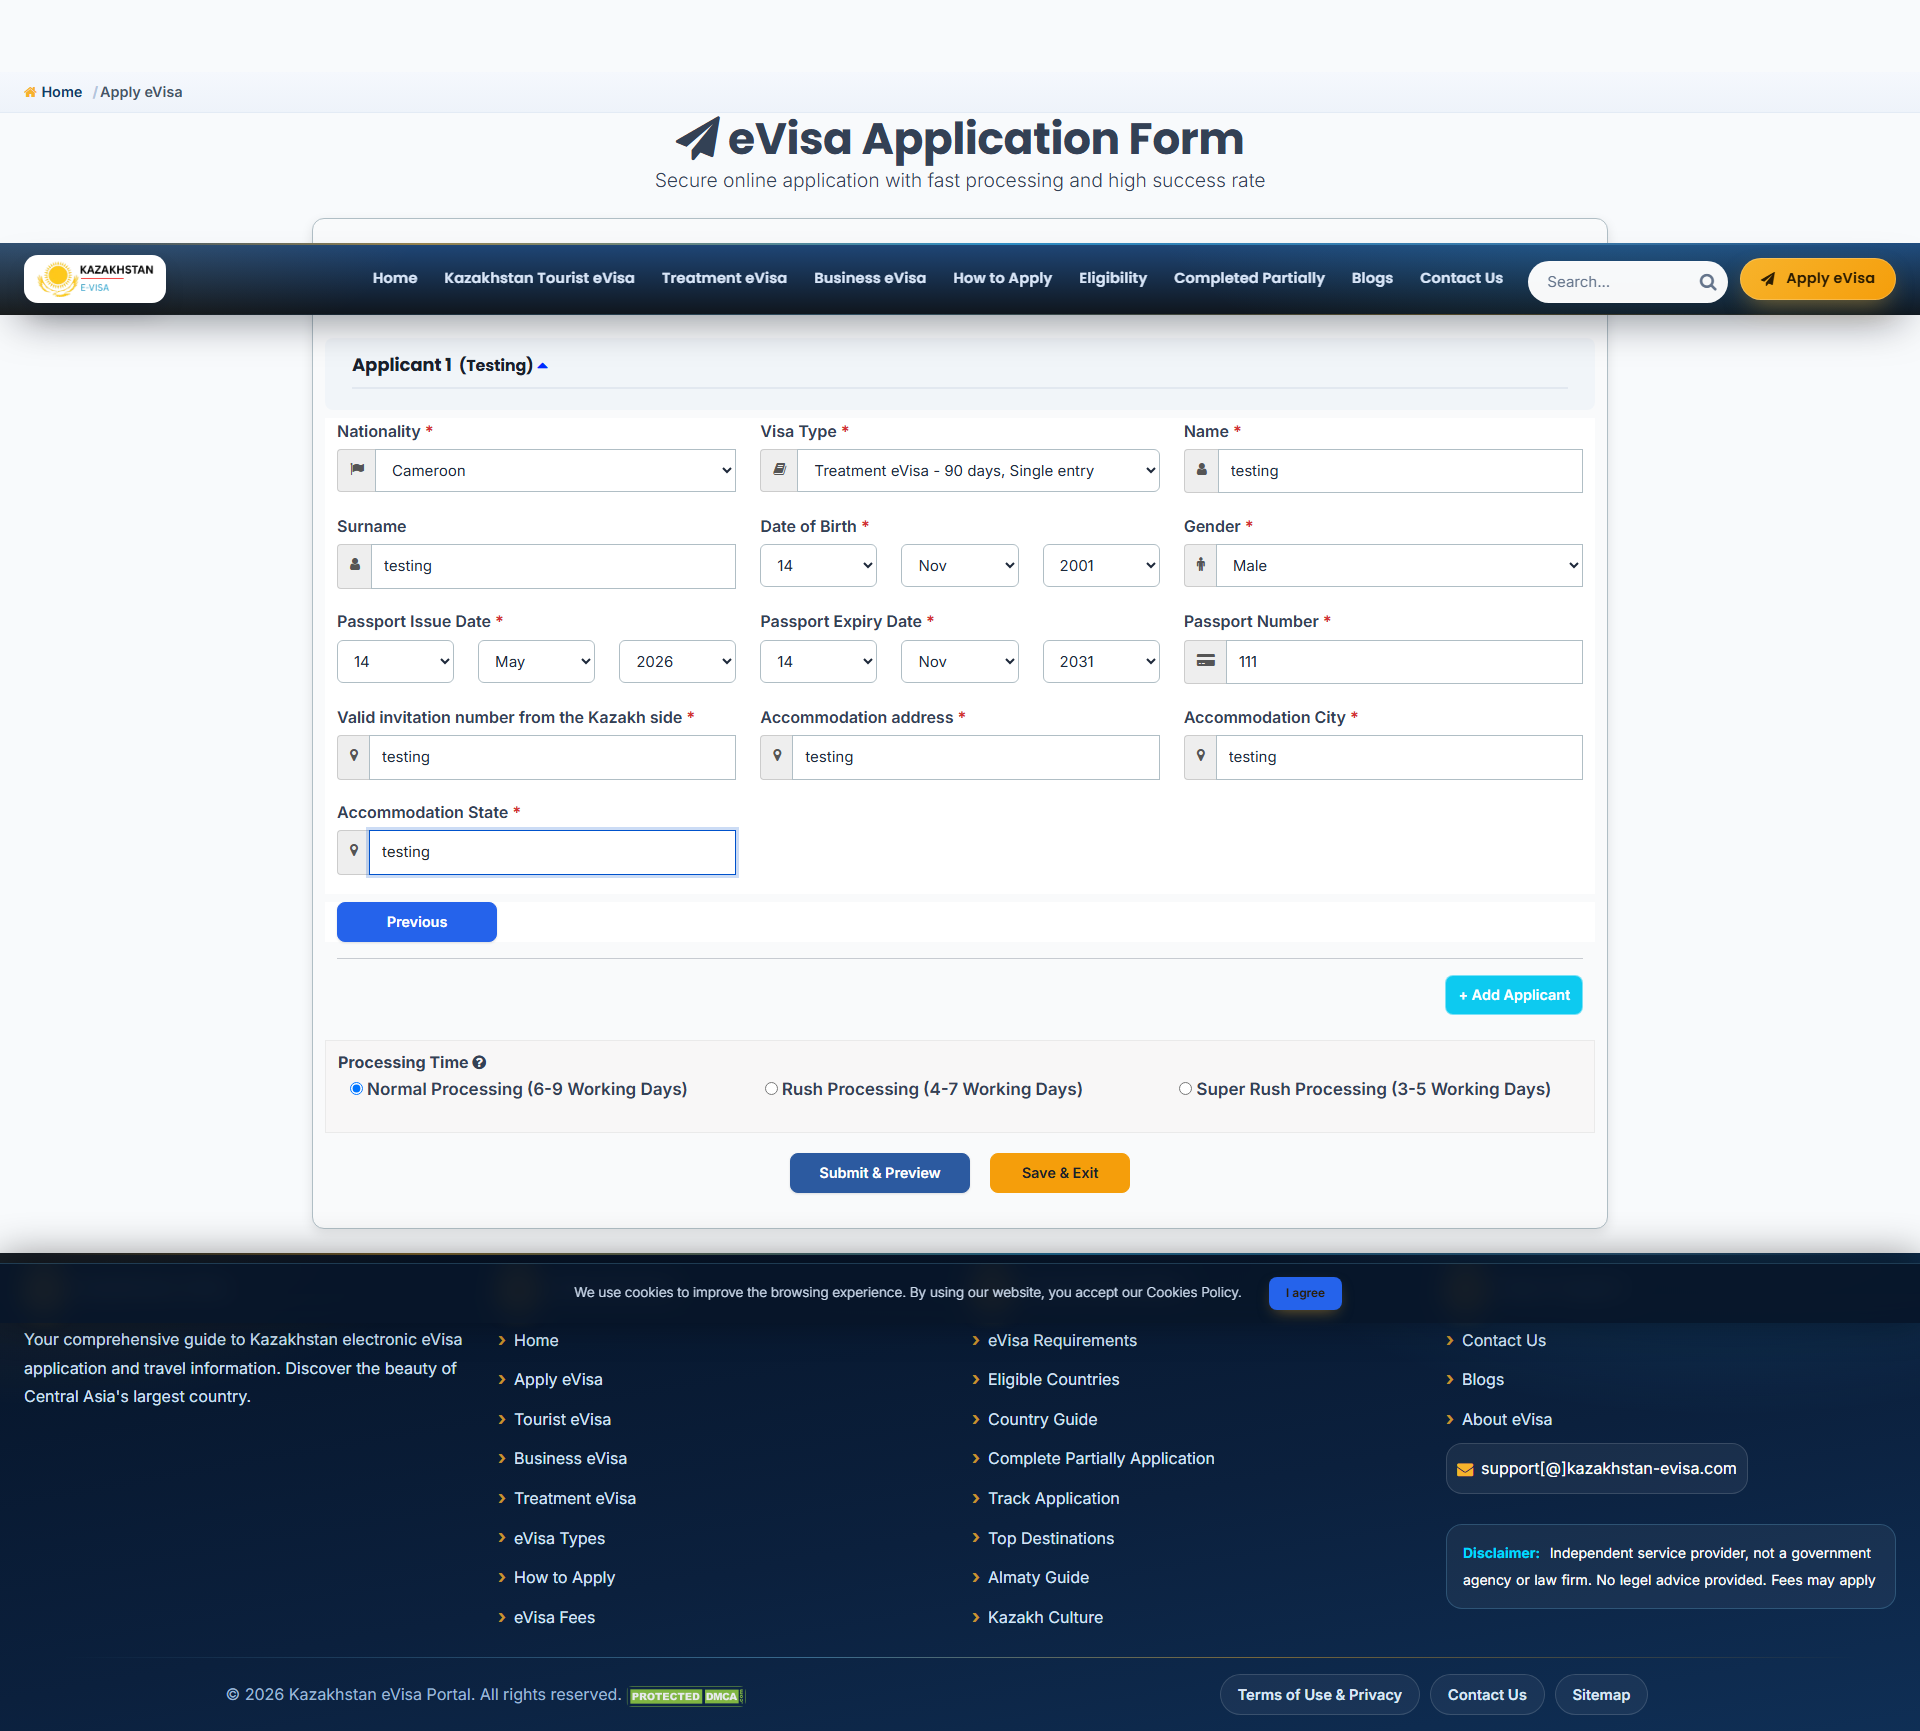 Home / Apply eVisa
eVisa Application Form
Secure online application with fast processing and high success rate
KAZAKHSTAN
E-VISA
Home Kazakhstan Tourist eVisa Treatment eVisa Business eVisa How to Apply Eligibility Completed Partially Blogs Contact Us Search... Apply eVisa
Applicant 1 (Testing)
Nationality * Visa Type * Name *
Cameroon Treatment eVisa - 90 days, Single entry testing
Surname Date of Birth * Gender *
testing 14 Nov 2001 Male
Passport Issue Date * Passport Expiry Date * Passport Number *
14 May 2026 14 Nov 2031 111
Valid invitation number from the Kazakh side * Accommodation address * Accommodation City *
testing testing testing
Accommodation State *
testing
Previous
+ Add Applicant
Processing Time
Normal Processing (6-9 Working Days) Rush Processing (4-7 Working Days) Super Rush Processing (3-5 Working Days)
Submit & Preview Save & Exit
We use cookies to improve the browsing experience. By using our website, you accept our Cookies Policy. I agree
Your comprehensive guide to Kazakhstan electronic eVisa
application and travel information. Discover the beauty of
Central Asia's largest country.
Home
Apply eVisa
Tourist eVisa
Business eVisa
Treatment eVisa
eVisa Types
How to Apply
eVisa Fees
eVisa Requirements
Eligible Countries
Country Guide
Complete Partially Application
Track Application
Top Destinations
Almaty Guide
Kazakh Culture
Contact Us
Blogs
About eVisa
support[@]kazakhstan-evisa.com
Disclaimer: Independent service provider, not a government
agency or law firm. No legel advice provided. Fees may apply
© 2026 Kazakhstan eVisa Portal. All rights reserved. PROTECTED DMCA
Terms of Use & Privacy Contact Us Sitemap